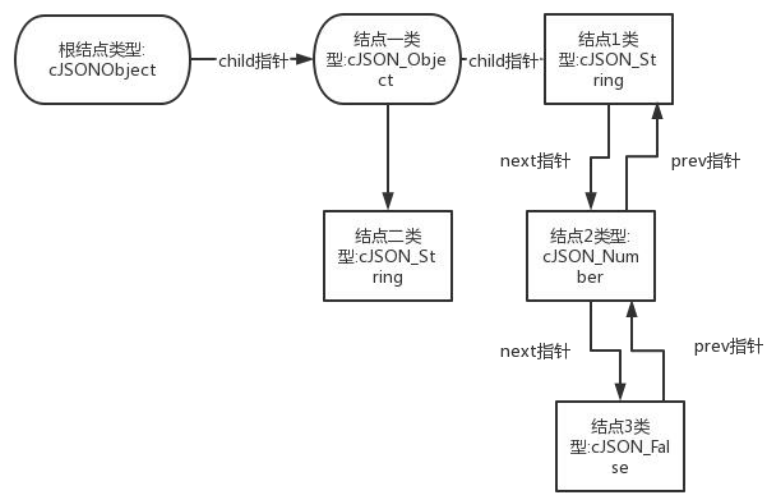 根结点类型:
cJSONObject
child指针
结点一类
型:cJSON_Obje
ct
child指针
结点1类
型:cJSON_St
ring
next指针
prev指针
结点二类
型:cJSON_St
ring
结点2类型:
cJSON_Num
ber
next指针
prev指针
结点3类
型:cJSON_Fal
se